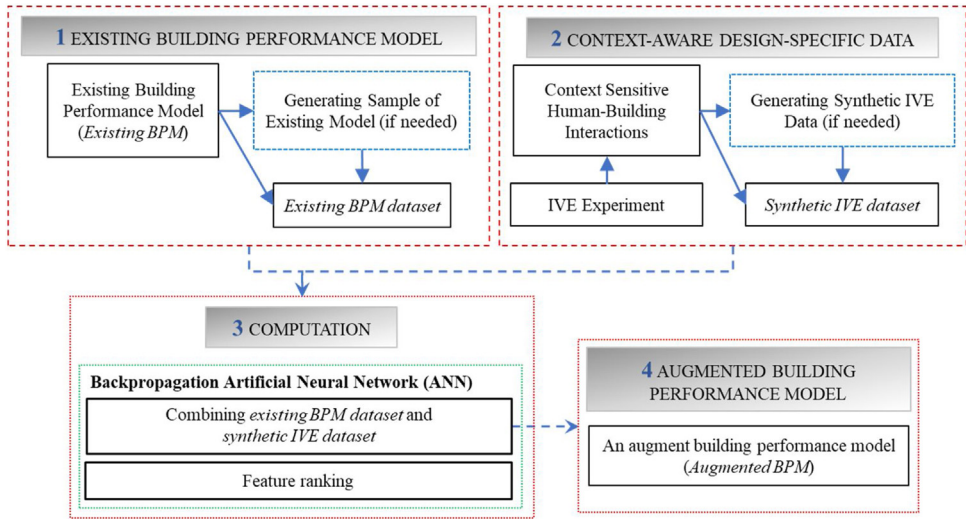 1 EXISTING BUILDING PERFORMANCE MODEL
Existing Building
Performance Model
(Existing BPM)
Generating Sample of
Existing Model (if needed)
Existing BPM dataset
2 CONTEXT-AWARE DESIGN-SPECIFIC DATA
Context Sensitive
Human-Building
Interactions
Generating Synthetic IVE
Data (if needed)
IVE Experiment
Synthetic IVE dataset
3 COMPUTATION
Backpropagation Artificial Neural Network (ANN)
Combining existing BPM dataset and
synthetic IVE dataset
Feature ranking
4 AUGMENTED BUILDING
PERFORMANCE MODEL
An augment building performance model
(Augmented BPM)